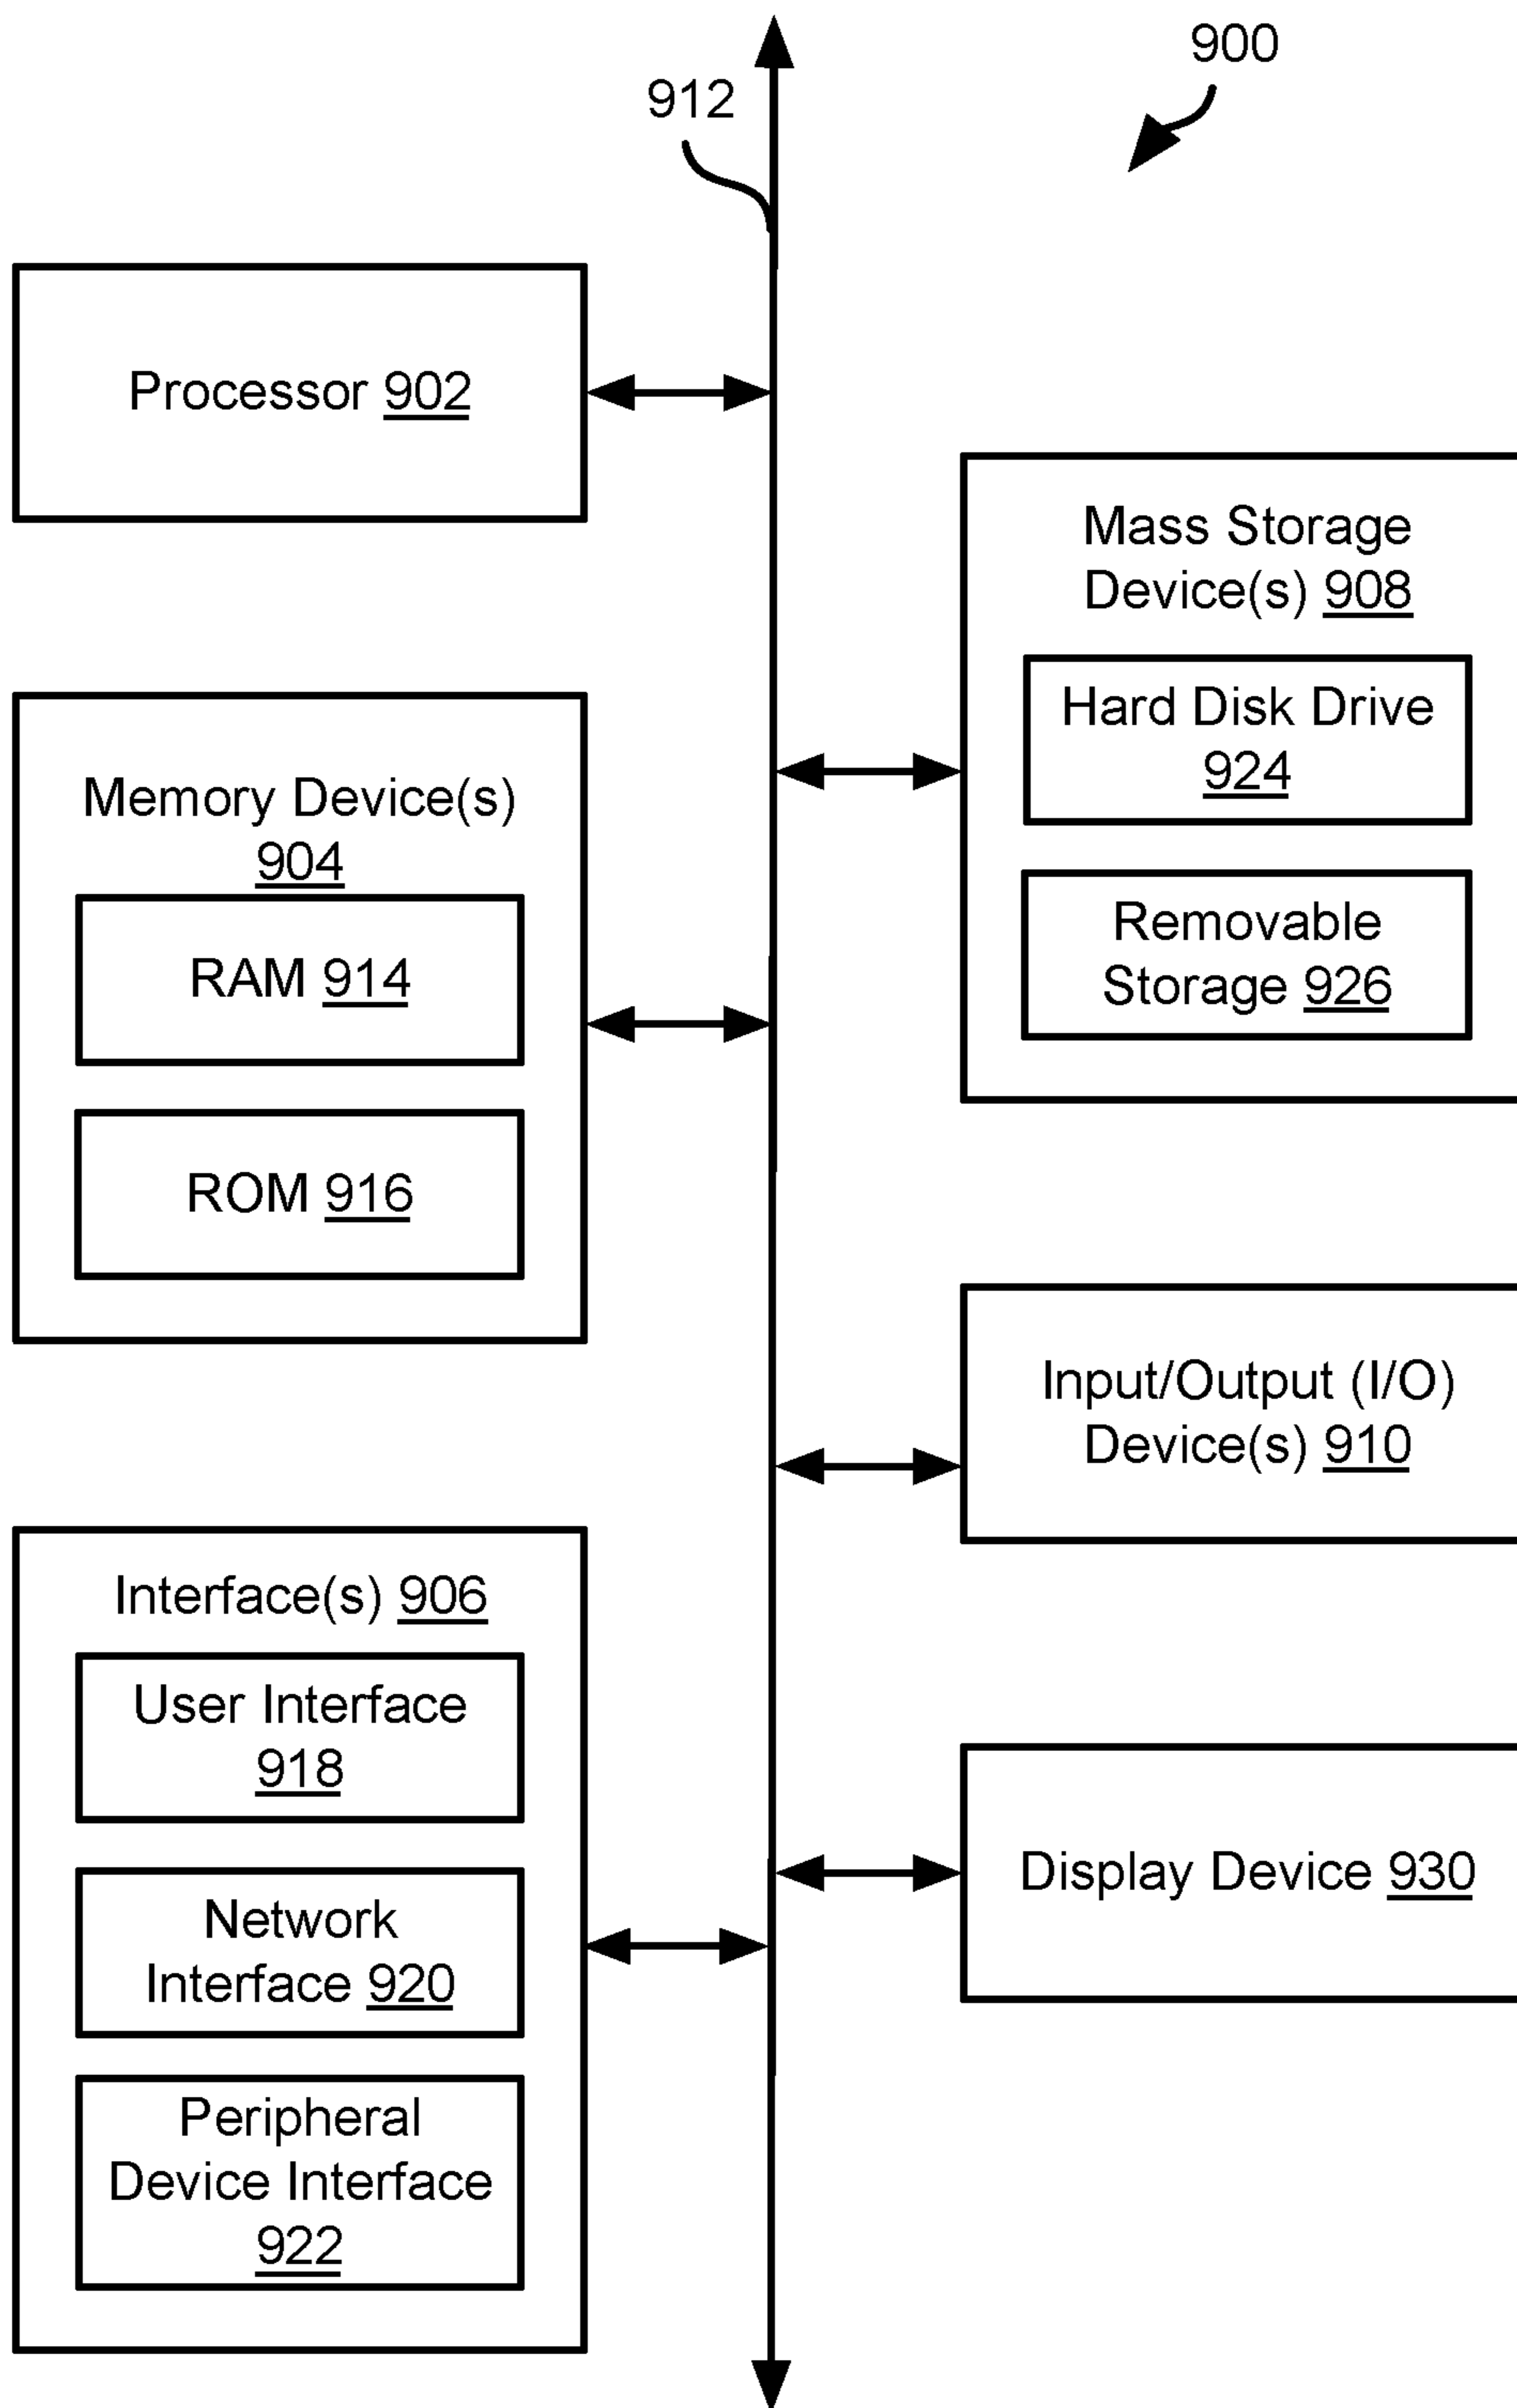 900
912
Processor 902
Mass Storage
Device(s) 908
Hard Disk Drive
924
Removable
Storage 926
Memory Device(s)
904
RAM 914
ROM 916
Input/Output (I/O)
Device(s) 910
Interface(s) 906
User Interface
918
Network
Interface 920
Peripheral
Device Interface
922
Display Device 930